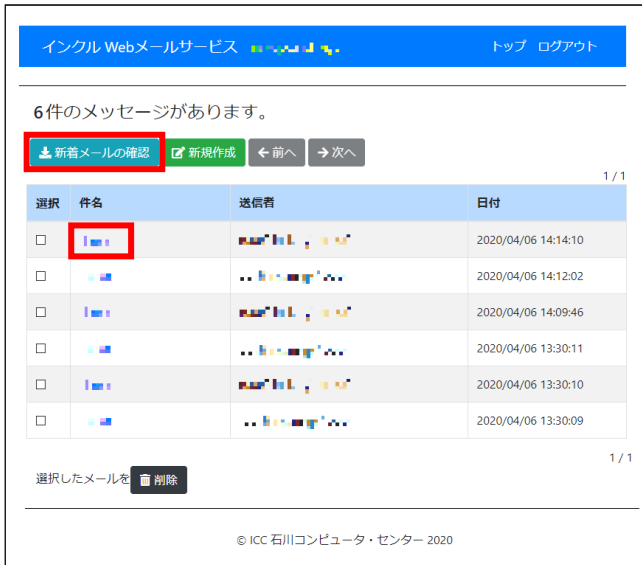 インクル Webメールサービス トップ ログアウト
6件のメッセージがあります。
新着メールの確認 新規作成 前へ 次へ
1 / 1
選択 件名 送信者 日付
2020/04/06 14:14:10
2020/04/06 14:12:02
2020/04/06 14:09:46
2020/04/06 13:30:11
2020/04/06 13:30:10
2020/04/06 13:30:09
1 / 1
選択したメールを 削除
© ICC 石川コンピュータ・センター 2020